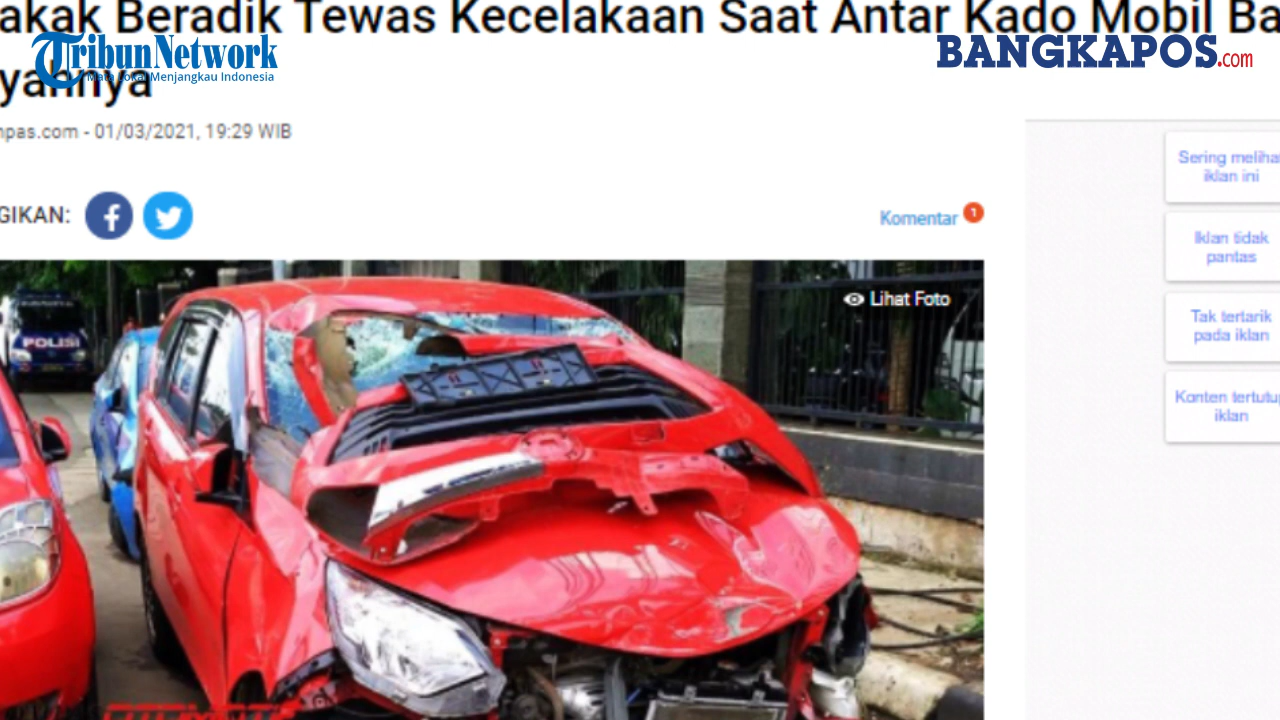 akak Beradik Tewas Kecelakaan Saat Antar Kado Mobil Ba
TribunNetwork
Mata Lokal Menjangkau Indonesia
BANGKAPOS.com
yahnya
mpas.com - 01/03/2021, 19:29 WIB
GIKAN:
Komentar 1
Lihat Foto
POLISI
Sering melihat
iklan ini
Iklan tidak
pantas
Tak tertarik
pada iklan
Konten tertutup
iklan